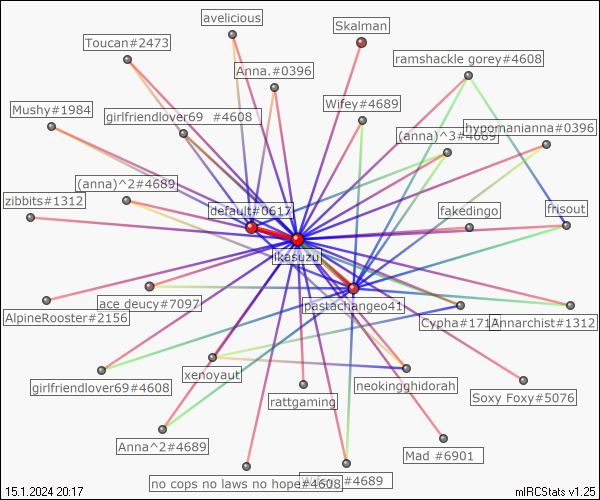 avelicious
Skalman
Toucan#2473
ramshackle gorey#4608
Anna.#0396
Wifey#4689
Mushy#1984
girlfriendlover69 #4608
hypomanianna#0396
(anna)^3#4689
(anna)^2#4689
zibbits#1312
default#0617
fakedingo
frisout
ikasuzu
ace deucy#7097
pastachangeo41
AlpineRooster#2156
Cypha#171
Annarchist#1312
xenoyaut
girlfriendlover69#4608
neokingghidorah
rattgaming
Soxy Foxy#5076
Anna^2#4689
Mad #6901
no cops no laws no hope#4608
#4689
15.1.2024 20:17
mIRCStats v1.25